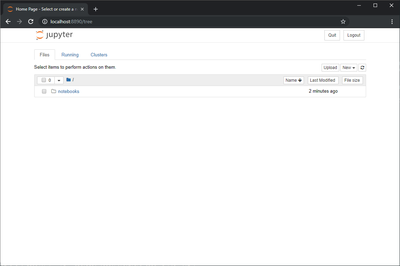 Home Page - Select or create a
localhost:8890/tree
jupyter
Quit
Logout
Files
Running
Clusters
Select items to perform actions on them.
Upload
New
0
/
Name
Last Modified
File size
notebooks
2 minutes ago